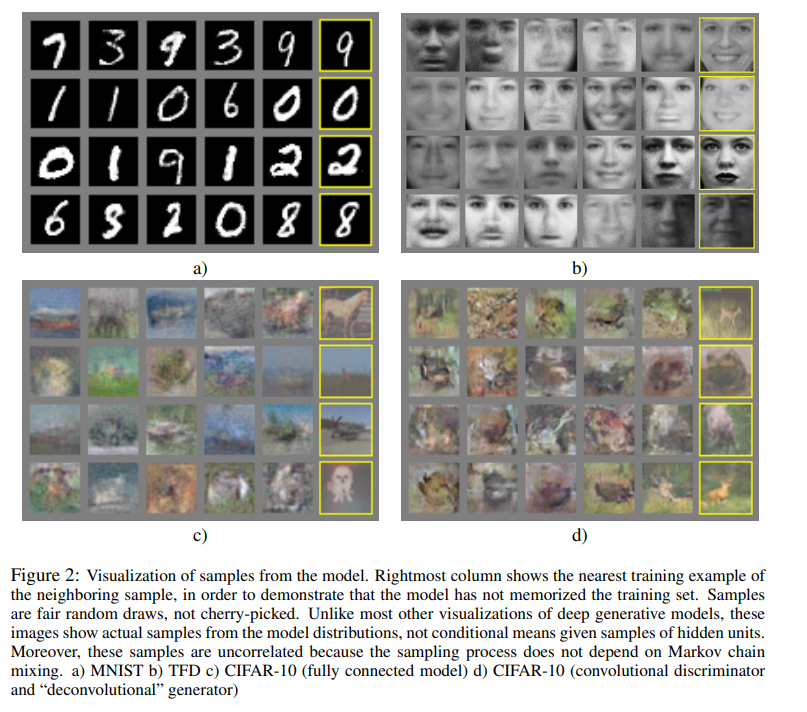 7 3 9 3 9 9
1 1 0 6 0 0
0 1 9 1 2 2
6 3 2 0 8 8
a)
b)
c)
d)
Figure 2: Visualization of samples from the model. Rightmost column shows the nearest training example of
the neighboring sample, in order to demonstrate that the model has not memorized the training set. Samples
are fair random draws, not cherry-picked. Unlike most other visualizations of deep generative models, these
images show actual samples from the model distributions, not conditional means given samples of hidden units.
Moreover, these samples are uncorrelated because the sampling process does not depend on Markov chain
mixing. a) MNIST b) TFD c) CIFAR-10 (fully connected model) d) CIFAR-10 (convolutional discriminator
and “deconvolutional” generator)